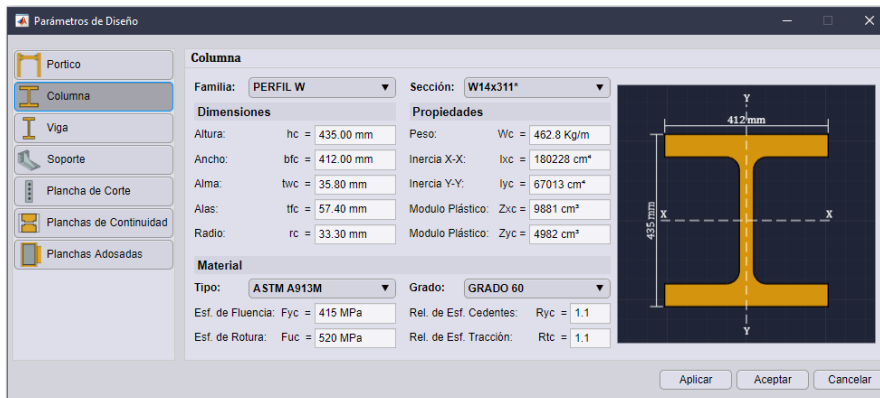 Parámetros de Diseño
Portico
Columna
Viga
Soporte
Plancha de Corte
Planchas de Continuidad
Planchas Adosadas
Columna
Familia: PERFIL W Sección: W14x311*
Dimensiones Propiedades
Altura: hc = 435.00 mm Peso: Wc = 462.8 Kg/m
Ancho: bfc = 412.00 mm Inercia X-X: Ixc = 180228 cm⁴
Alma: twc = 35.80 mm Inercia Y-Y: Iyc = 67013 cm⁴
Alas: tfc = 57.40 mm Modulo Plástico: Zxc = 9881 cm³
Radio: rc = 33.30 mm Modulo Plástico: Zyc = 4982 cm³
Material
Tipo: ASTM A913M Grado: GRADO 60
Esf. de Fluencia: Fyc = 415 MPa Rel. de Esf. Cedentes: Ryc = 1.1
Esf. de Rotura: Fuc = 520 MPa Rel. de Esf. Tracción: Rtc = 1.1
Y
412 mm
435 mm
X X
Y
Aplicar Aceptar Cancelar